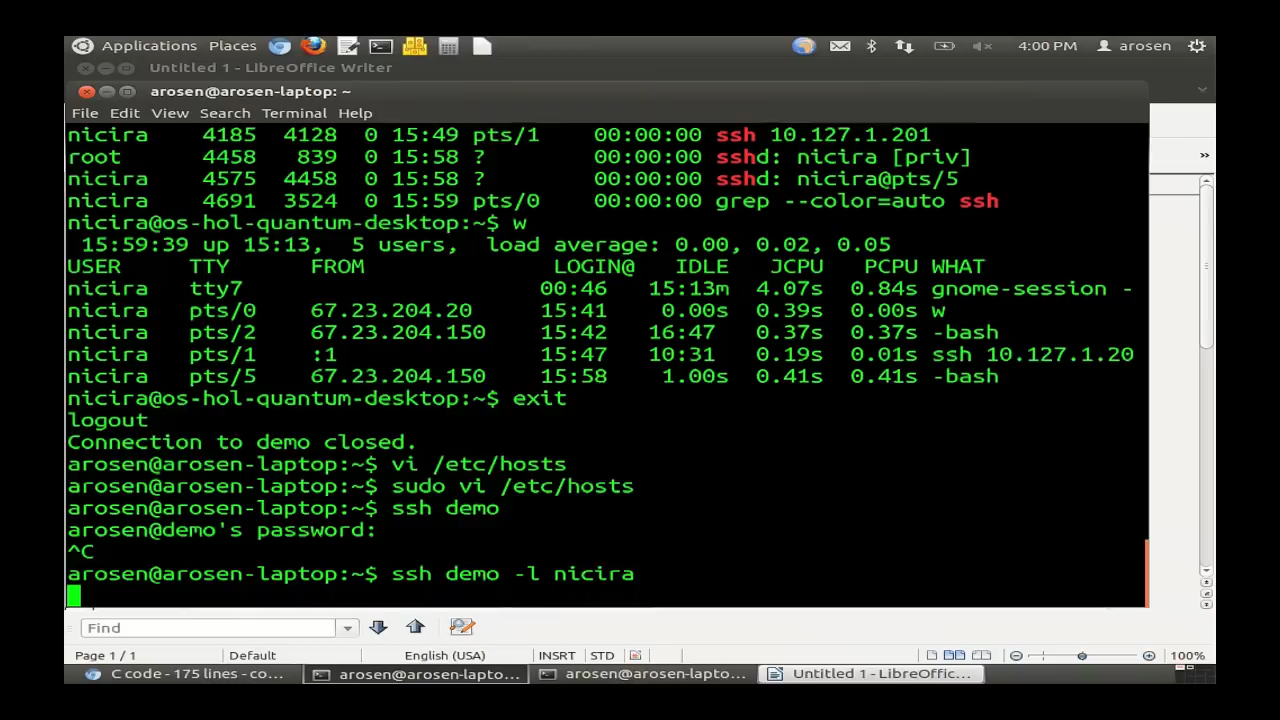 Applications Places 4:00 PM arosen
Untitled 1 - LibreOffice Writer
arosen@arosen-laptop: ~
File Edit View Search Terminal Help
nicira 4185 4128 0 15:49 pts/1 00:00:00 ssh 10.127.1.201
root 4458 839 0 15:58 ? 00:00:00 sshd: nicira [priv]
nicira 4575 4458 0 15:58 ? 00:00:00 sshd: nicira@pts/5
nicira 4691 3524 0 15:59 pts/0 00:00:00 grep --color=auto ssh
nicira@os-hol-quantum-desktop:~$ w
15:59:39 up 15:13, 5 users, load average: 0.00, 0.02, 0.05
USER TTY FROM LOGIN@ IDLE JCPU PCPU WHAT
nicira tty7 00:46 15:13m 4.07s 0.84s gnome-session -
nicira pts/0 67.23.204.20 15:41 0.00s 0.39s 0.00s w
nicira pts/2 67.23.204.150 15:42 16:47 0.37s 0.37s -bash
nicira pts/1 :1 15:47 10:31 0.19s 0.01s ssh 10.127.1.20
nicira pts/5 67.23.204.150 15:58 1.00s 0.41s 0.41s -bash
nicira@os-hol-quantum-desktop:~$ exit
logout
Connection to demo closed.
arosen@arosen-laptop:~$ vi /etc/hosts
arosen@arosen-laptop:~$ sudo vi /etc/hosts
arosen@arosen-laptop:~$ ssh demo
arosen@demo's password:
^C
arosen@arosen-laptop:~$ ssh demo -l nicira
Find
Page 1 / 1 Default English (USA) INSRT STD 100%
C code - 175 lines - co... arosen@arosen-lapto... arosen@arosen-lapto... Untitled 1 - LibreOffic...